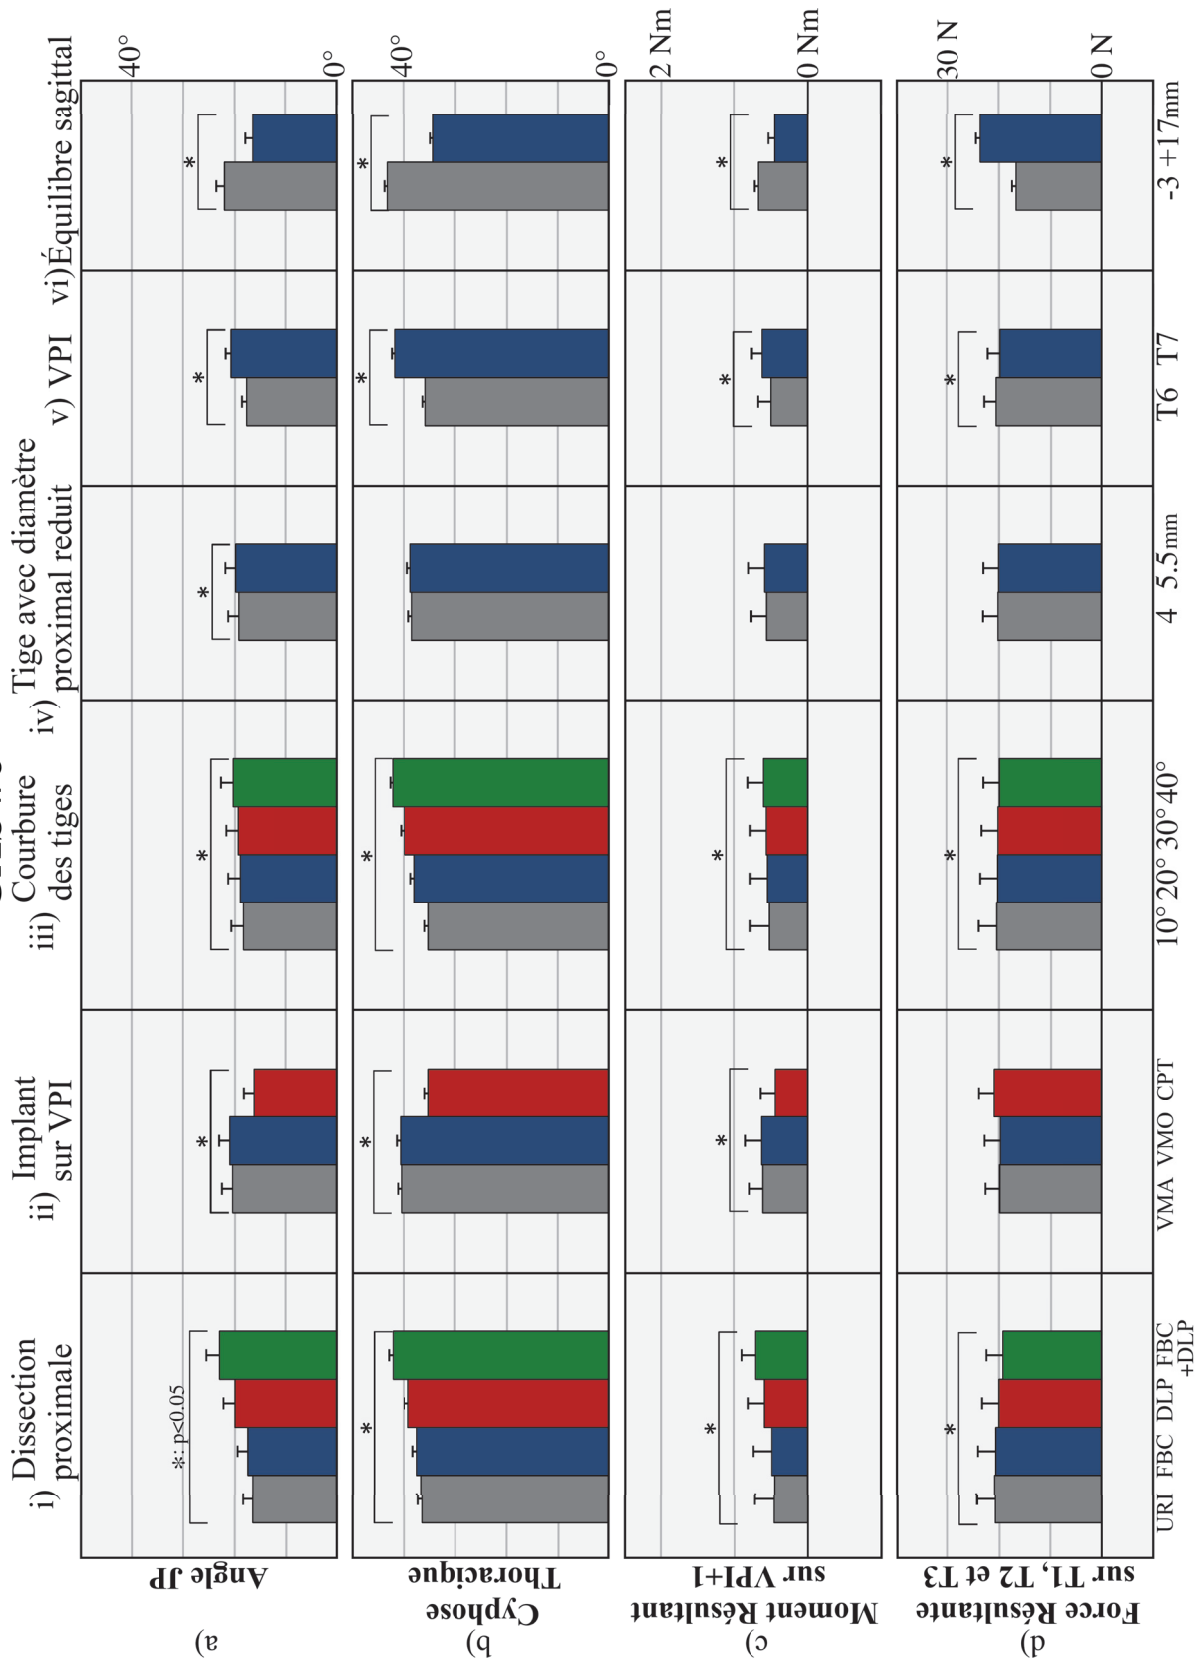 i) Dissection
proximale
ii) Implant
sur VPI
iii) Courbure
des tiges
iv) Tige avec diamètre
proximal reduit
v) VPI
vi) Équilibre sagittal
a)
Angle JP
*: p<0.05
*
*
*
*
*
40°
0°
b)
Cyphose
Thoracique
*
*
*
*
*
40°
0°
c)
Moment Résultant
sur VPI+1
*
*
*
*
*
2 Nm
0 Nm
d)
Force Résultante
sur T1, T2 et T3
*
*
*
*
30 N
0 N
URI FBC DLP FBC
+DLP
VMA VMO CPT
10° 20° 30° 40°
4 5.5mm
T6 T7
-3 +17mm